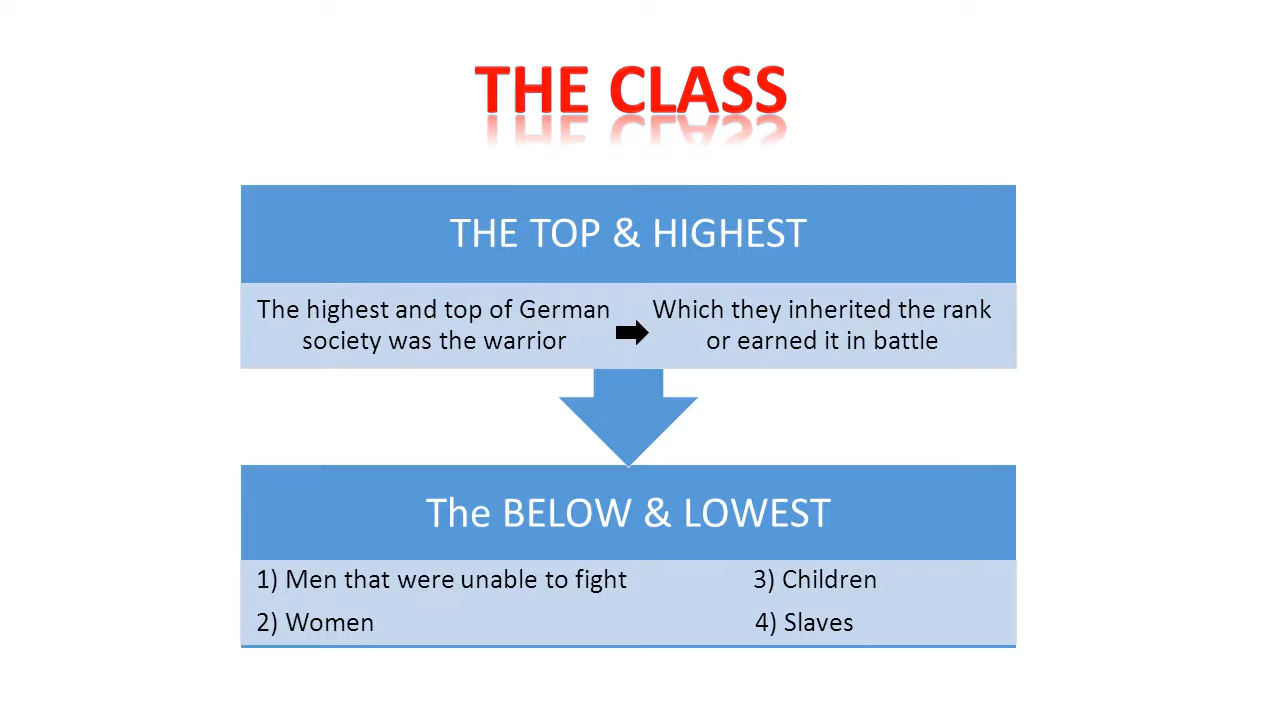 THE CLASS
THE TOP & HIGHEST
The highest and top of German
society was the warrior
Which they inherited the rank
or earned it in battle
The BELOW & LOWEST
1) Men that were unable to fight
2) Women
3) Children
4) Slaves